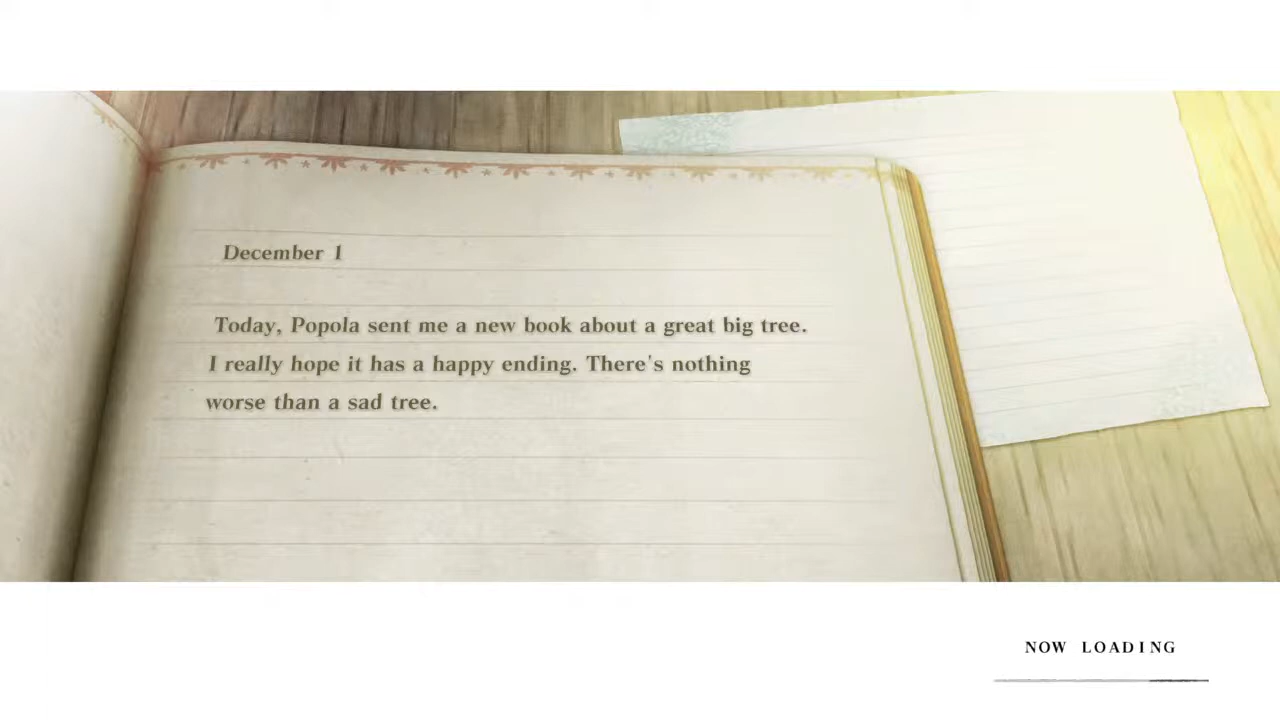 December 1
Today, Popola sent me a new book about a great big tree.
I really hope it has a happy ending. There's nothing
worse than a sad tree.
NOW LOADING